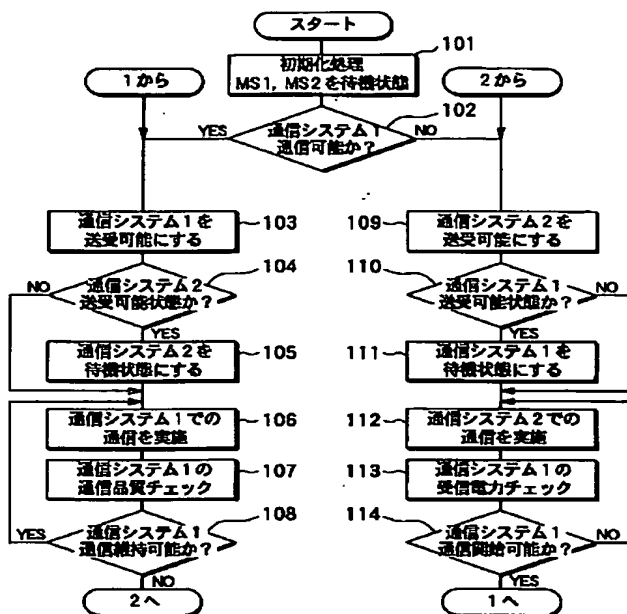 スタート
初期化処理
MS1, MS2を待機状態
101
1から
2から
YES
通信システム1
通信可能か?
NO
102
通信システム1を
送受可能にする
103
NO
通信システム2
送受可能状態か?
104
YES
通信システム2を
待機状態にする
105
通信システム1での
通信を実施
106
通信システム1の
通信品質チェック
107
YES
通信システム1
通信維持可能か?
108
NO
2へ
109
通信システム2を
送受可能にする
110
通信システム1
送受可能状態か?
NO
YES
111
通信システム1を
待機状態にする
112
通信システム2での
通信を実施
113
通信システム1の
受信電力チェック
114
通信システム1
通信開始可能か?
NO
YES
1へ